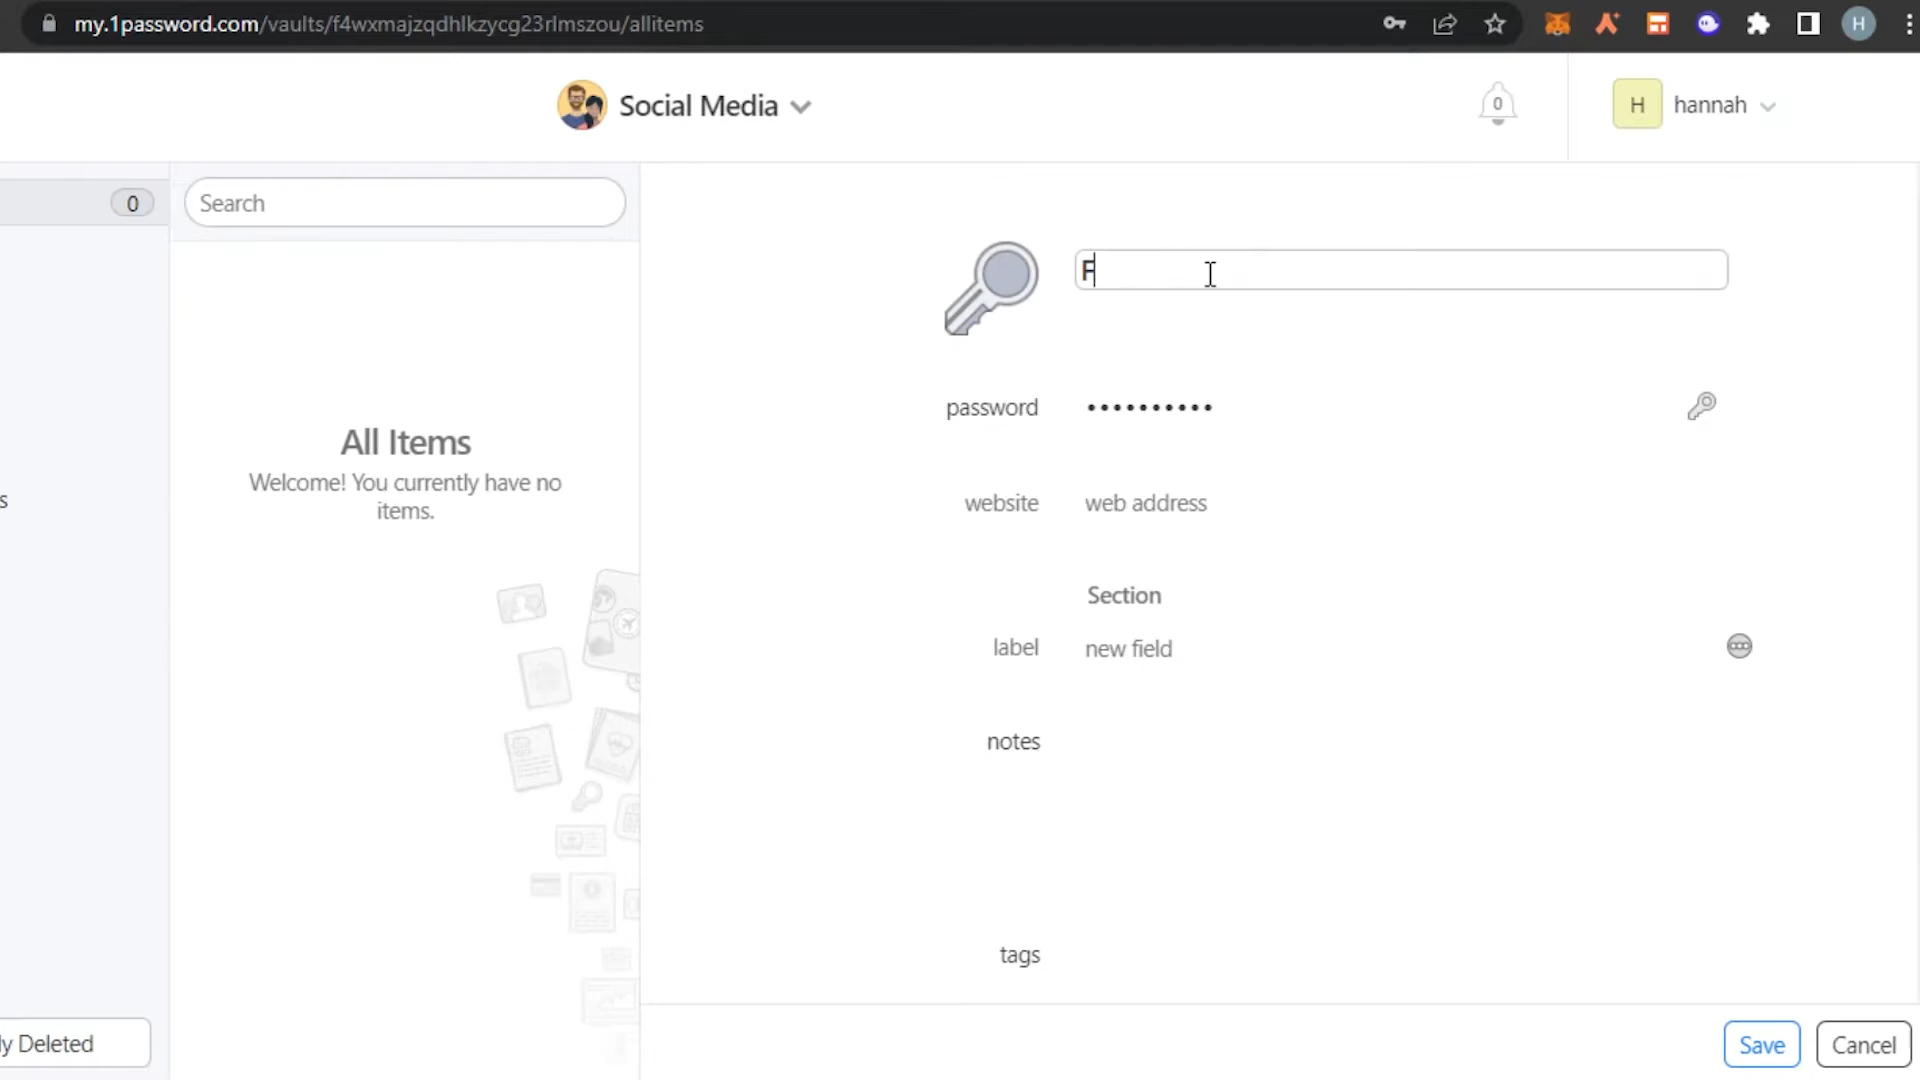 my.1password.com/vaults/f4wxmajzqdhlkzycg23rlmszou/allitems
H
Social Media
0
H
hannah
0
Search
F
password
••••••••••
All Items
Welcome! You currently have no
items.
s
website
web address
Section
label
new field
notes
tags
ly Deleted
Save
Cancel